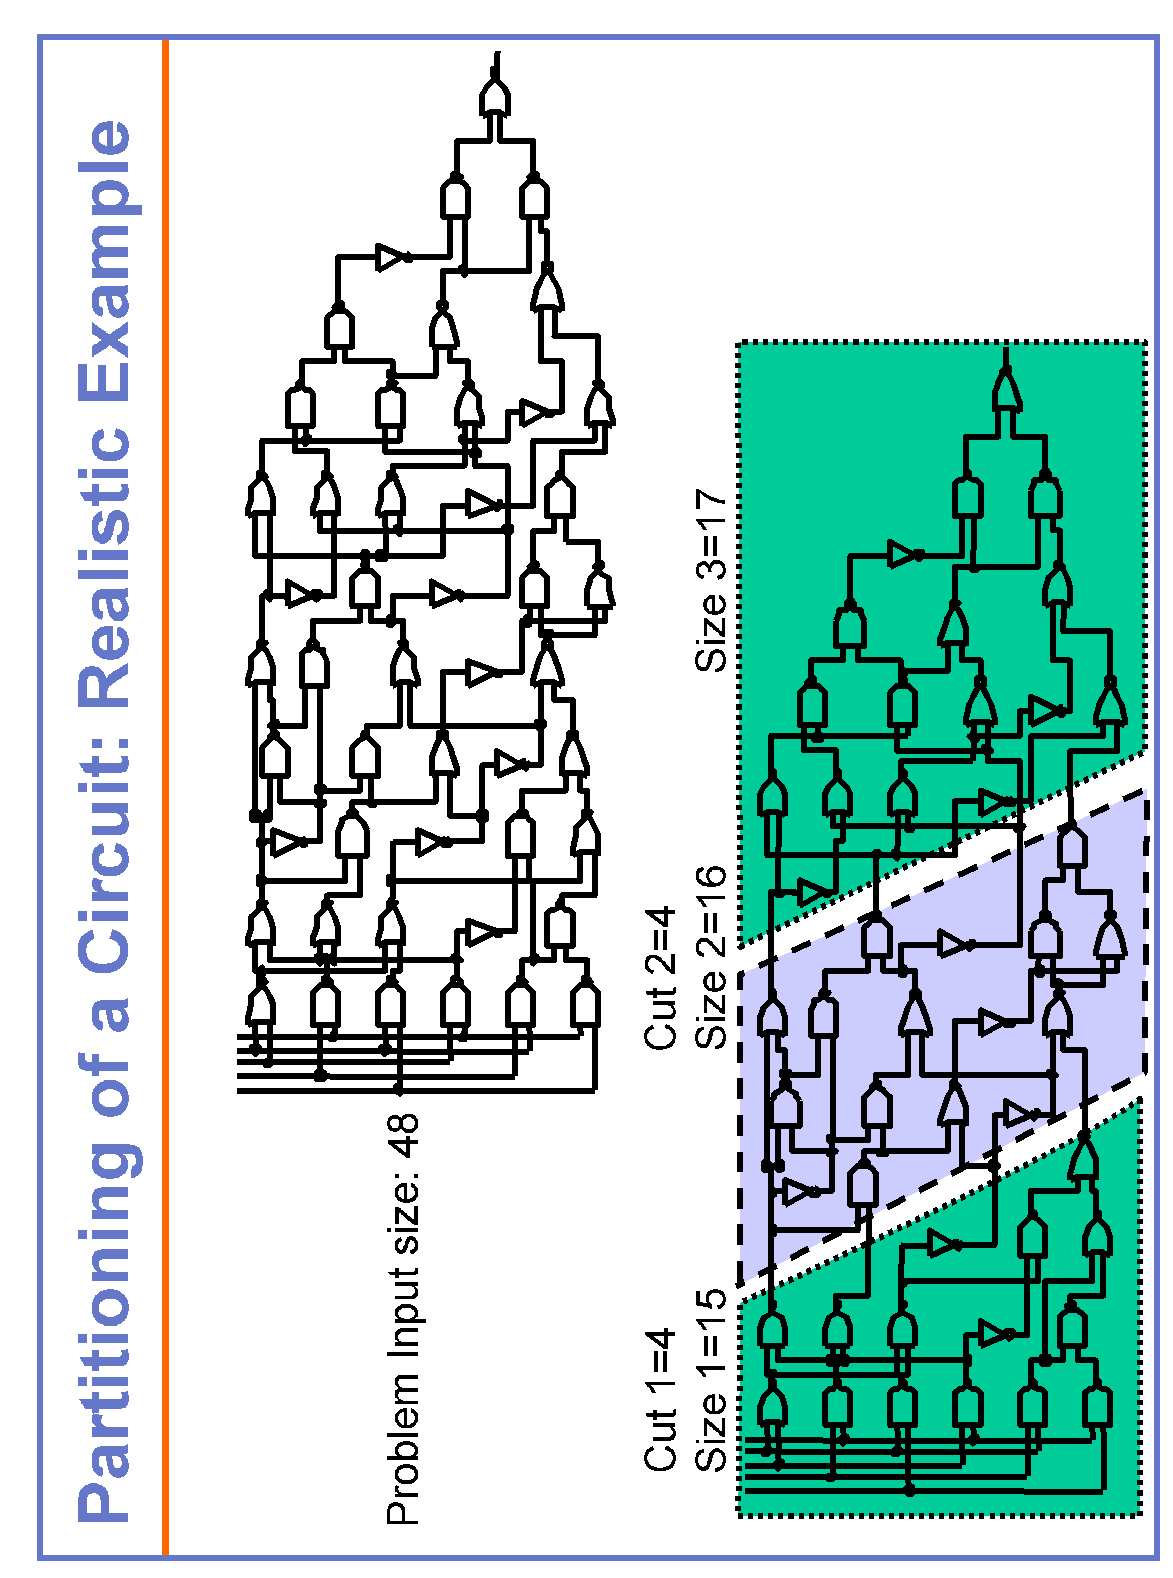 Partitioning of a Circuit: Realistic Example
Problem Input size: 48
Cut 1=4
Size 1=15
Cut 2=4
Size 2=16
Size 3=17